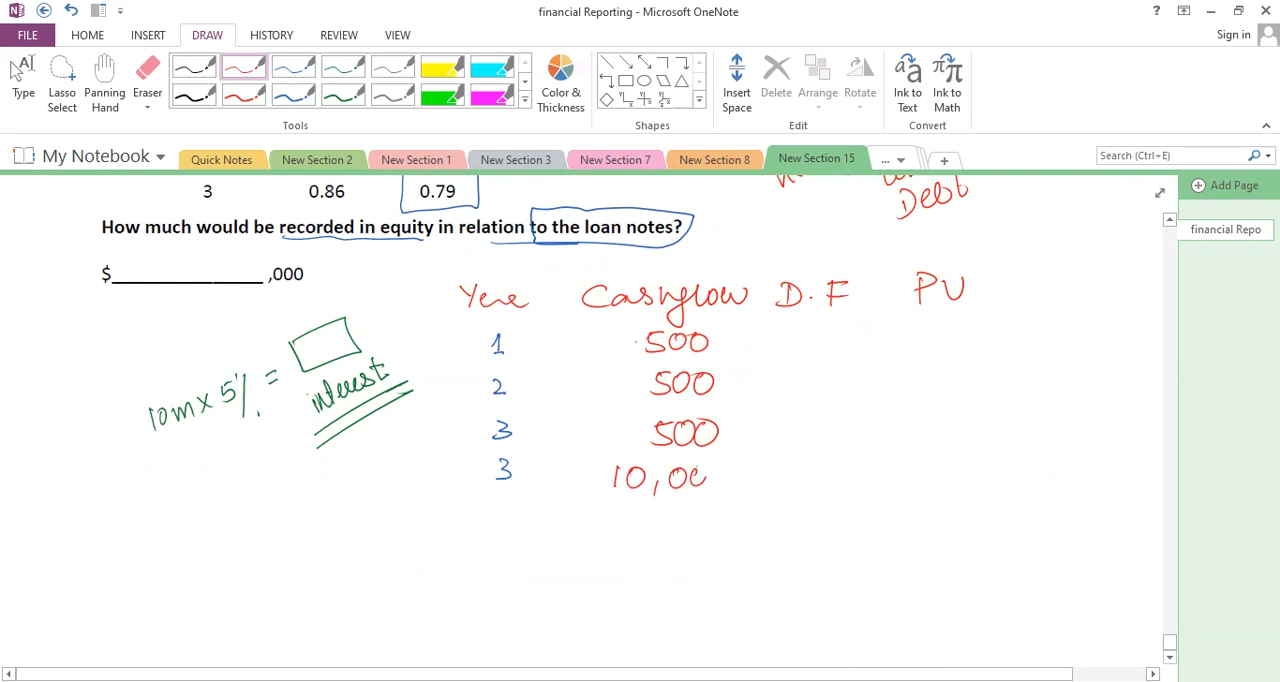 financial Reporting - Microsoft OneNote
Sign in
FILE HOME INSERT DRAW HISTORY REVIEW VIEW
Type
Lasso Select
Panning Hand
Eraser
Color & Thickness
Insert Space
Delete
Arrange
Rotate
Ink to Text
Ink to Math
Tools
Shapes
Edit
Convert
My Notebook
Quick Notes
New Section 2
New Section 1
New Section 3
New Section 7
New Section 8
New Section 15
...
Search (Ctrl+E)
Add Page
financial Repo
3 0.86 0.79
Debt
How much would be recorded in equity in relation to the loan notes?
$______________ ,000
Cashflow D.F PV
1 500
2 500
3 500
3 10,00
10m x 5% =
interest